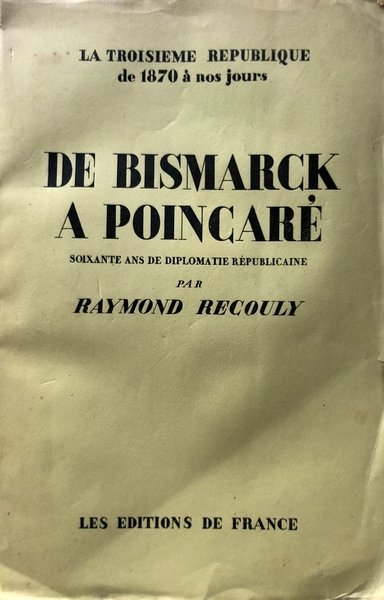 LA TROISIEME REPUBLIQUE
de 1870 à nos jours
DE BISMARCK
A POINCARÉ
SOIXANTE ANS DE DIPLOMATIE RÉPUBLICAINE
PAR
RAYMOND RECOULY
LES EDITIONS DE FRANCE